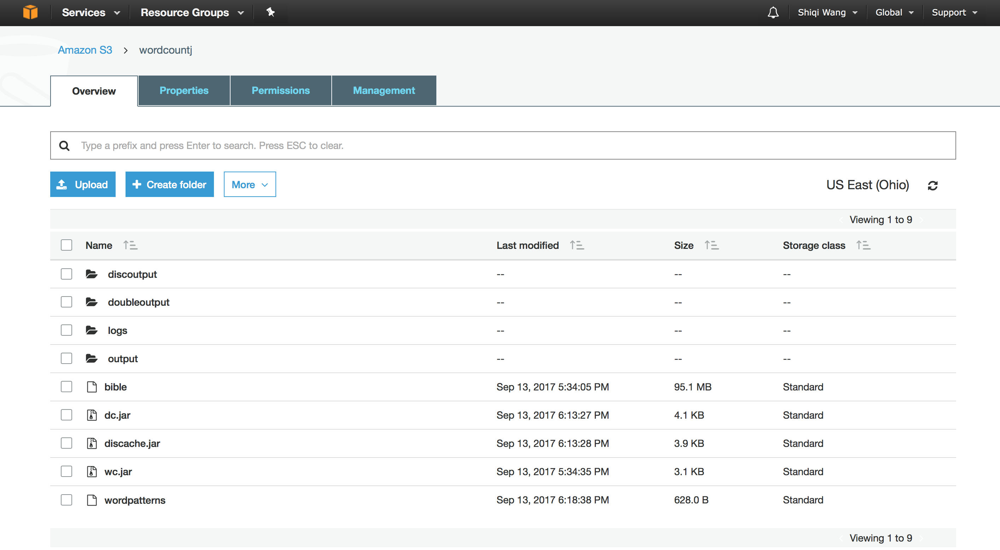 Services Resource Groups Shiqi Wang Global Support
Amazon S3 > wordcountj
Overview Properties Permissions Management
Type a prefix and press Enter to search. Press ESC to clear.
Upload + Create folder More US East (Ohio)
Viewing 1 to 9
Name Last modified Size Storage class
discoutput -- -- --
doubleoutput -- -- --
logs -- -- --
output -- -- --
bible Sep 13, 2017 5:34:05 PM 95.1 MB Standard
dc.jar Sep 13, 2017 6:13:27 PM 4.1 KB Standard
discache.jar Sep 13, 2017 6:13:28 PM 3.9 KB Standard
wc.jar Sep 13, 2017 5:34:35 PM 3.1 KB Standard
wordpatterns Sep 13, 2017 6:18:38 PM 628.0 B Standard
Viewing 1 to 9